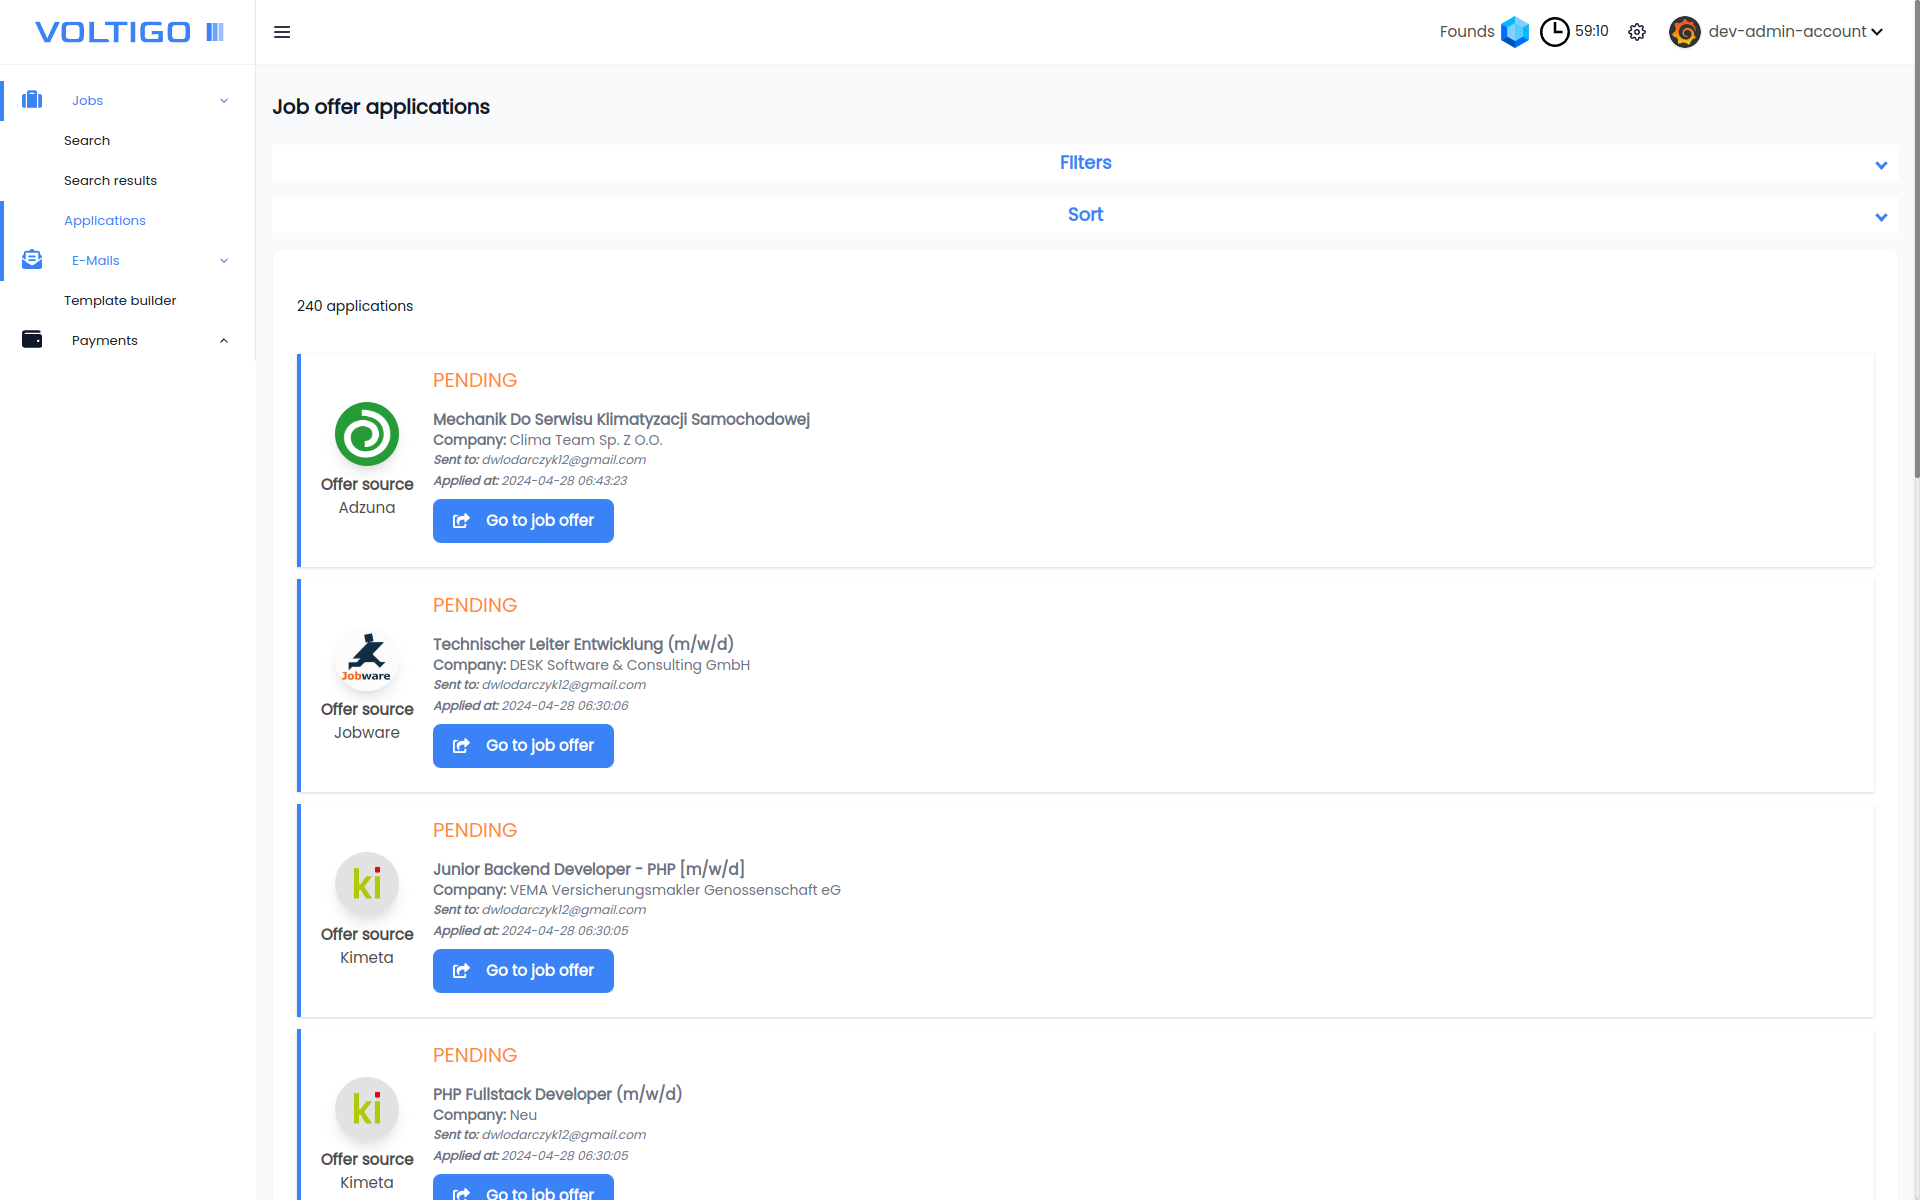 VOLTIGO
Founds
59:10
dev-admin-account
Jobs
Search
Search results
Applications
E-Mails
Template builder
Payments
Job offer applications
Filters
Sort
240 applications
PENDING
Mechanik Do Serwisu Klimatyzacji Samochodowej
Company: Clima Team Sp. Z O.O.
Sent to: dwlodarczyk12@gmail.com
Applied at: 2024-04-28 06:43:23
Offer source
Adzuna
Go to job offer
PENDING
Technischer Leiter Entwicklung (m/w/d)
Company: DESK Software & Consulting GmbH
Sent to: dwlodarczyk12@gmail.com
Applied at: 2024-04-28 06:30:06
Jobware
Offer source
Jobware
Go to job offer
PENDING
Junior Backend Developer - PHP [m/w/d]
Company: VEMA Versicherungsmakler Genossenschaft eG
Sent to: dwlodarczyk12@gmail.com
Applied at: 2024-04-28 06:30:05
ki
Offer source
Kimeta
Go to job offer
PENDING
PHP Fullstack Developer (m/w/d)
Company: Neu
Sent to: dwlodarczyk12@gmail.com
Applied at: 2024-04-28 06:30:05
ki
Offer source
Kimeta
Go to job offer